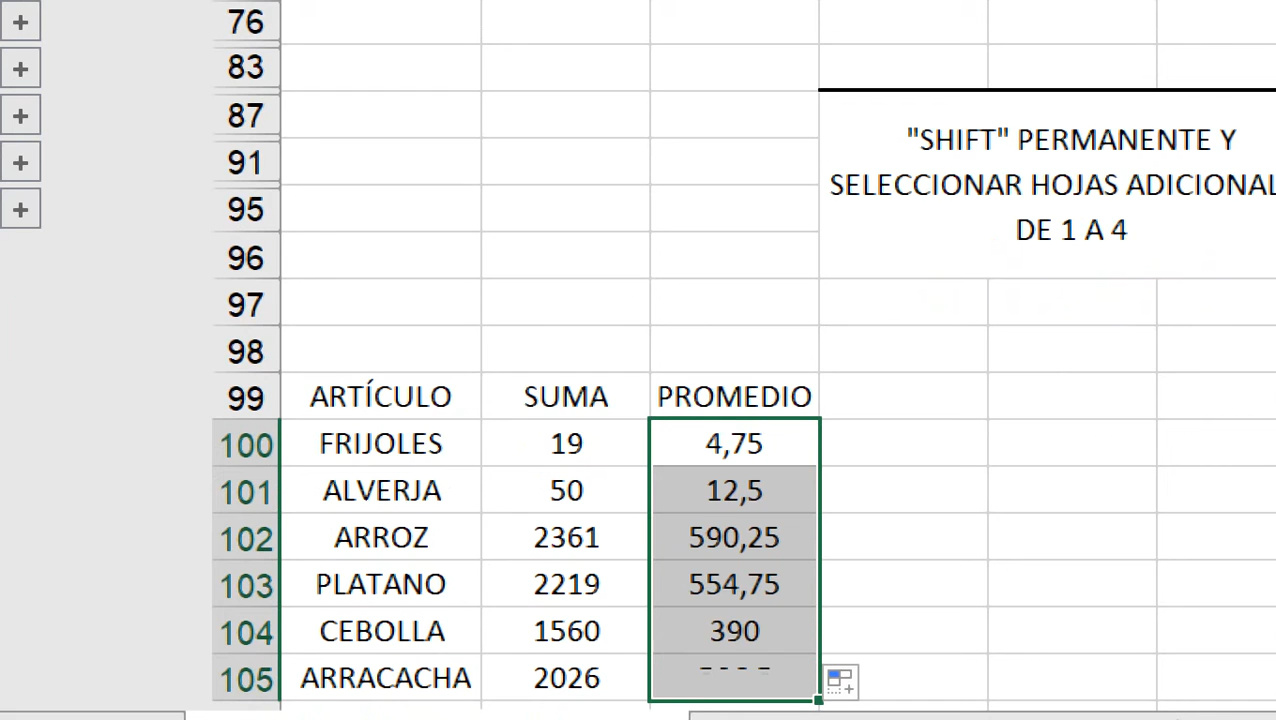 76
83
87
91
95
96
97
98
"SHIFT" PERMANENTE Y
SELECCIONAR HOJAS ADICIONAL
DE 1 A 4
99 ARTÍCULO SUMA PROMEDIO
100 FRIJOLES 19 4,75
101 ALVERJA 50 12,5
102 ARROZ 2361 590,25
103 PLATANO 2219 554,75
104 CEBOLLA 1560 390
105 ARRACACHA 2026